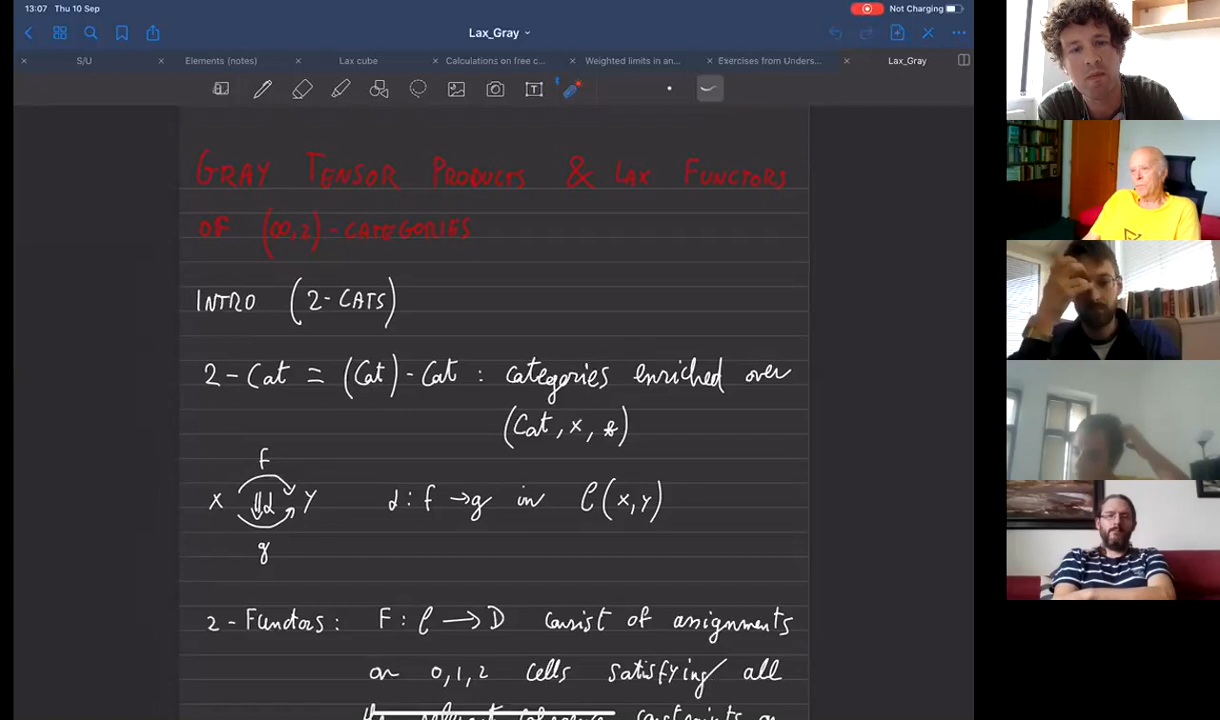 13:07 Thu 10 Sep
Not Charging
Lax_Gray
S/U
Elements (notes)
Lax cube
Calculations on free c...
Weighted limits in an...
Exercises from Unders...
Lax_Gray
GRAY TENSOR PRODUCTS & LAX FUNCTORS
OF (∞,2)-CATEGORIES
INTRO (2-CATS)
2-Cat = (Cat)-Cat : categories enriched over
(Cat, ×, *)
f
X ⇓α Y α : f → g in C(x,y)
g
2-Functors: F : C → D consist of assignments
on 0,1,2 cells satisfying all
the relevant coherence constraints on